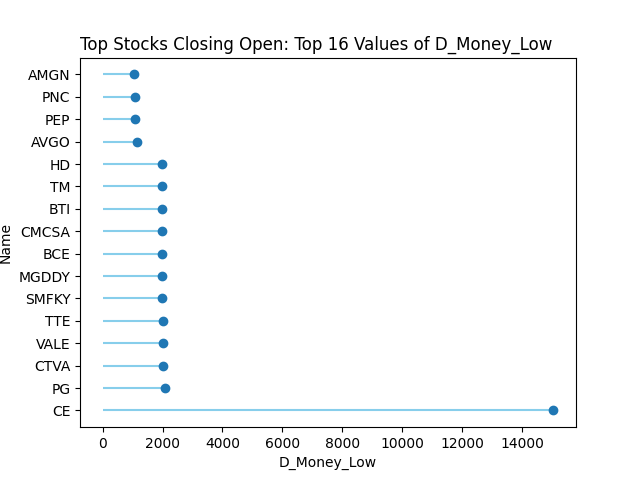 Top Stocks Closing Open: Top 16 Values of D_Money_Low
AMGN
PNC
PEP
AVGO
HD
TM
BTI
CMCSA
BCE
MGDDY
SMFKY
TTE
VALE
CTVA
PG
CE
Name
0 2000 4000 6000 8000 10000 12000 14000
D_Money_Low